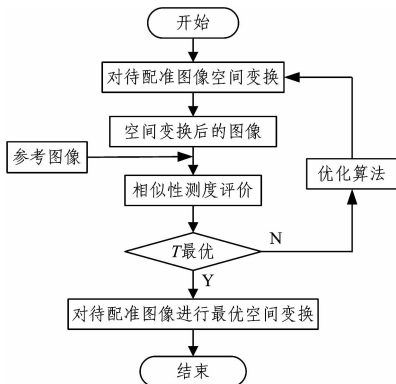 开始
对待配准图像空间变换
空间变换后的图像
参考图像
相似性测度评价
优化算法
T最优
N
Y
对待配准图像进行最优空间变换
结束